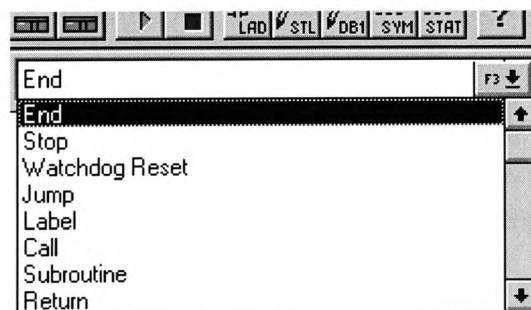 LAD STL DB1 SYM STAT ?
End F3
End
Stop
Watchdog Reset
Jump
Label
Call
Subroutine
Return